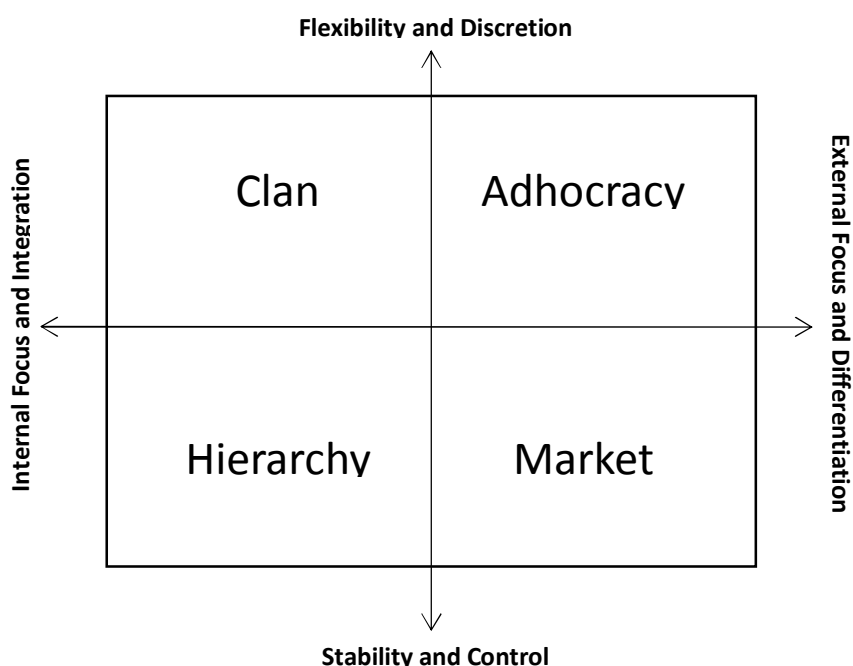 Flexibility and Discretion
Internal Focus and Integration
External Focus and Differentiation
Clan
Adhocracy
Hierarchy
Market
Stability and Control